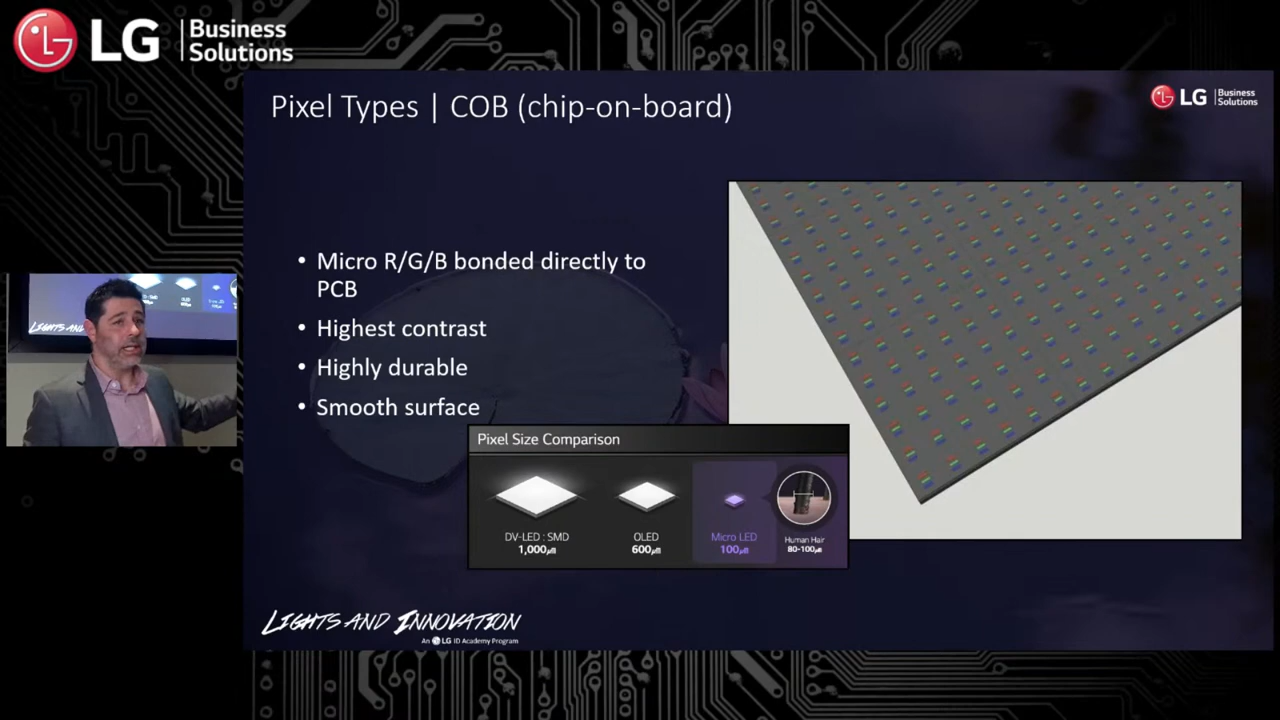 LG Business Solutions
Pixel Types | COB (chip-on-board)
LG Business Solutions
• Micro R/G/B bonded directly to
PCB
• Highest contrast
• Highly durable
• Smooth surface
Pixel Size Comparison
DV-LED : SMD
1,000㎛
OLED
600㎛
Micro LED
100㎛
Human Hair
80-100㎛
LIGHTS AND INNOVATION
An LG ID Academy Program
LIGHTS AND